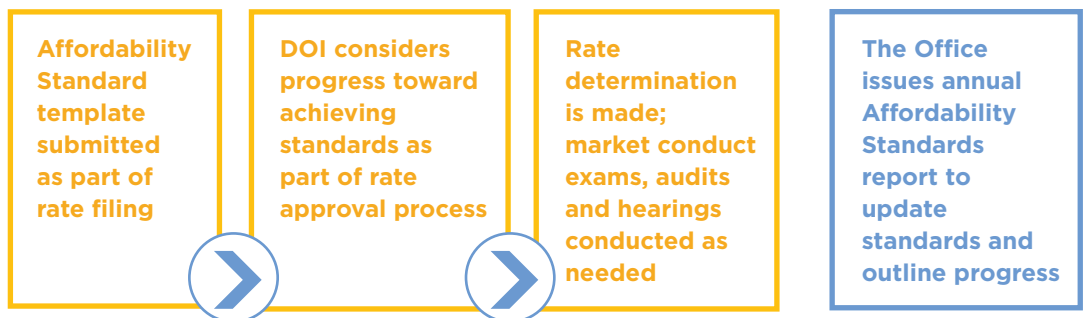 Affordability
Standard
template
submitted
as part of
rate filing
DOI considers
progress toward
achieving
standards as
part of rate
approval process
Rate
determination
is made;
market conduct
exams, audits
and hearings
conducted as
needed
The Office
issues annual
Affordability
Standards
report to
update
standards and
outline progress